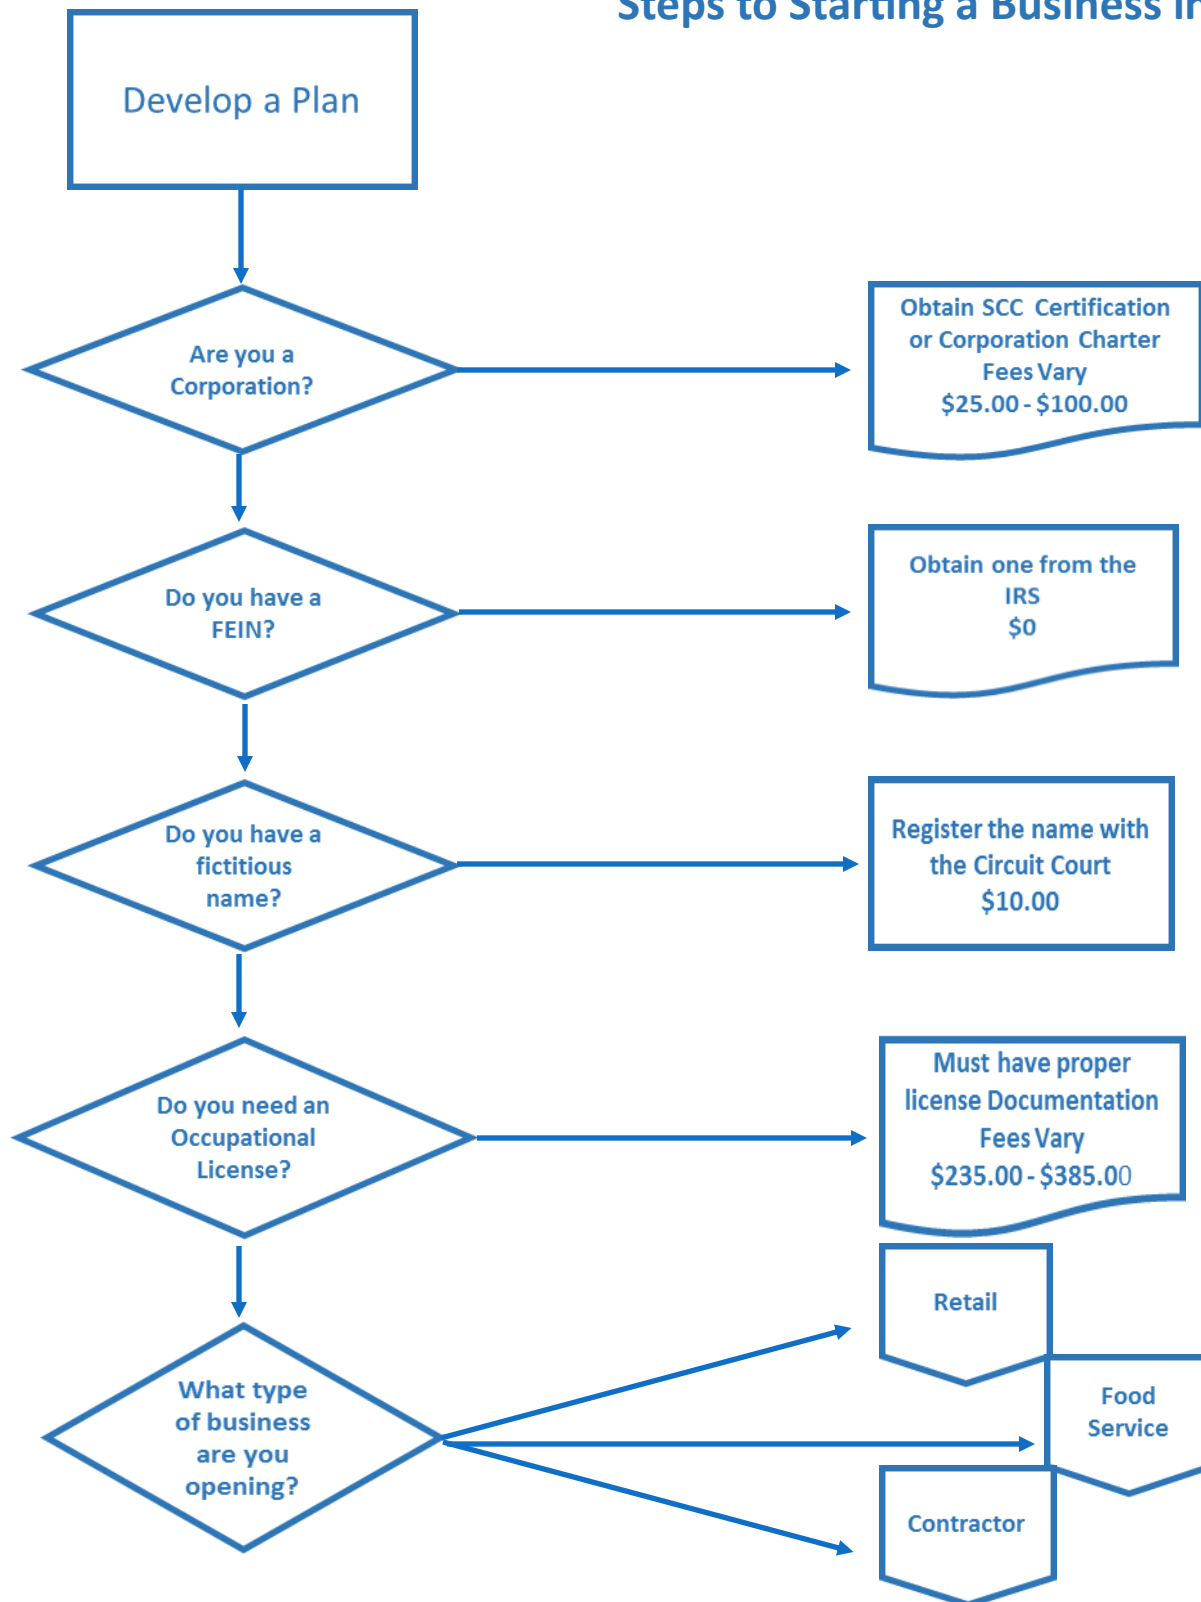 Steps to Starting a Business in
Develop a Plan
Are you a
Corporation?
Obtain SCC Certification
or Corporation Charter
Fees Vary
$25.00 - $100.00
Do you have a
FEIN?
Obtain one from the
IRS
$0
Do you have a
fictitious
name?
Register the name with
the Circuit Court
$10.00
Do you need an
Occupational
License?
Must have proper
license Documentation
Fees Vary
$235.00 - $385.00
What type
of business
are you
opening?
Retail
Food
Service
Contractor